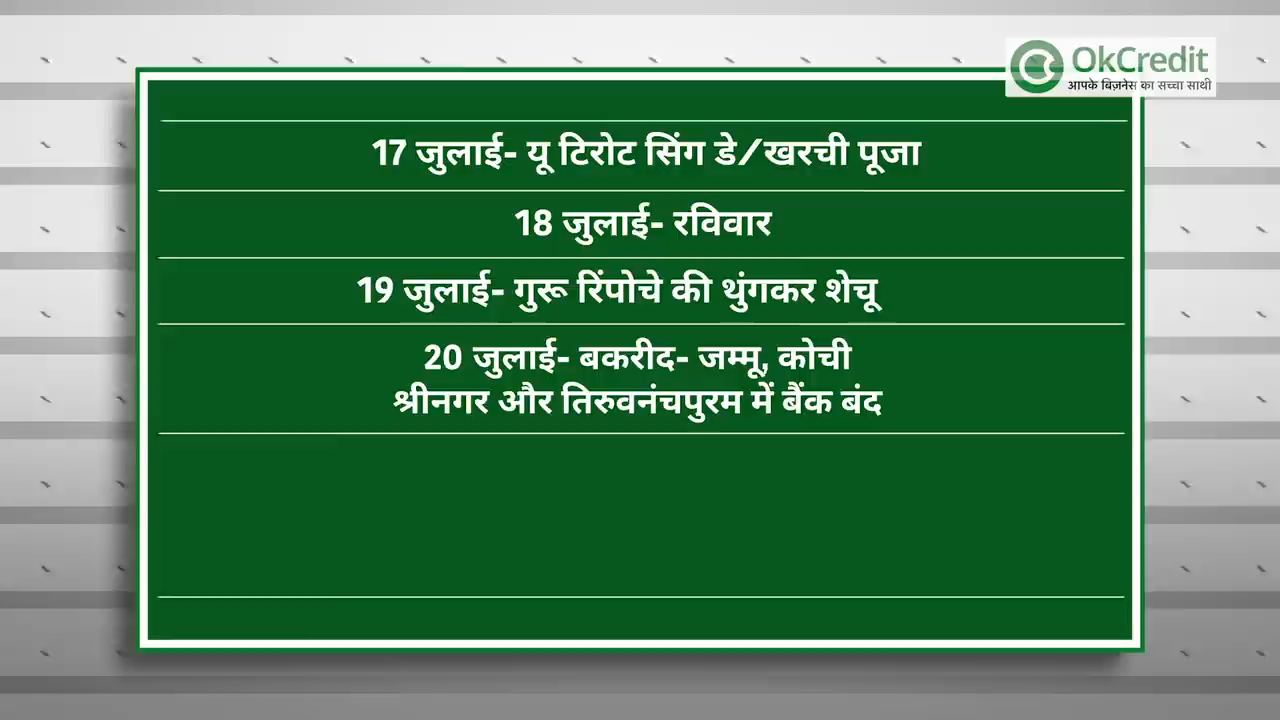 OkCredit
आपके बिज़नेस का सच्चा साथी
17 जुलाई- यू टिरोट सिंग डे/खरची पूजा
18 जुलाई- रविवार
19 जुलाई- गुरू रिंपोचे की थुंगकर शेचू
20 जुलाई- बकरीद- जम्मू, कोची
श्रीनगर और तिरुवनंचपुरम में बैंक बंद